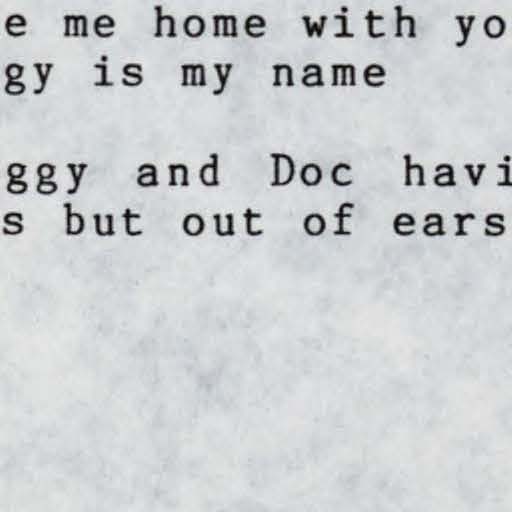 e me home with yo
gy is my name
ggy and Doc havi
s but out of ears